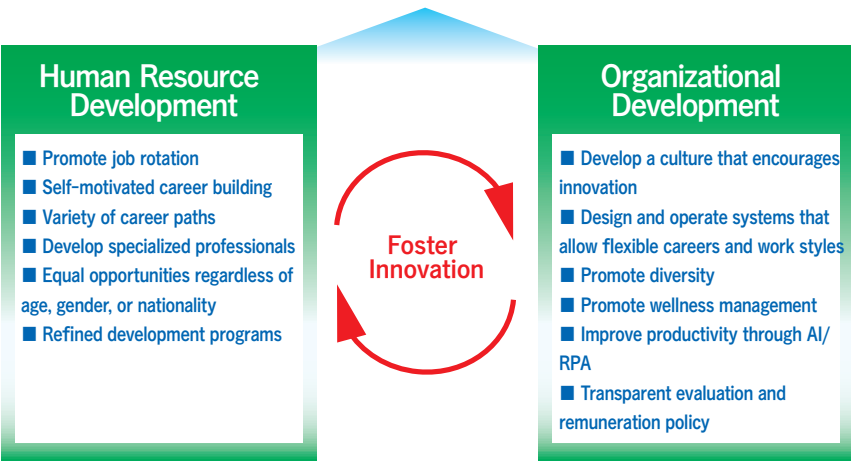 Human Resource
Development
■ Promote job rotation
■ Self-motivated career building
■ Variety of career paths
■ Develop specialized professionals
■ Equal opportunities regardless of
age, gender, or nationality
■ Refined development programs
Foster
Innovation
Organizational
Development
■ Develop a culture that encourages
innovation
■ Design and operate systems that
allow flexible careers and work styles
■ Promote diversity
■ Promote wellness management
■ Improve productivity through AI/
RPA
■ Transparent evaluation and
remuneration policy